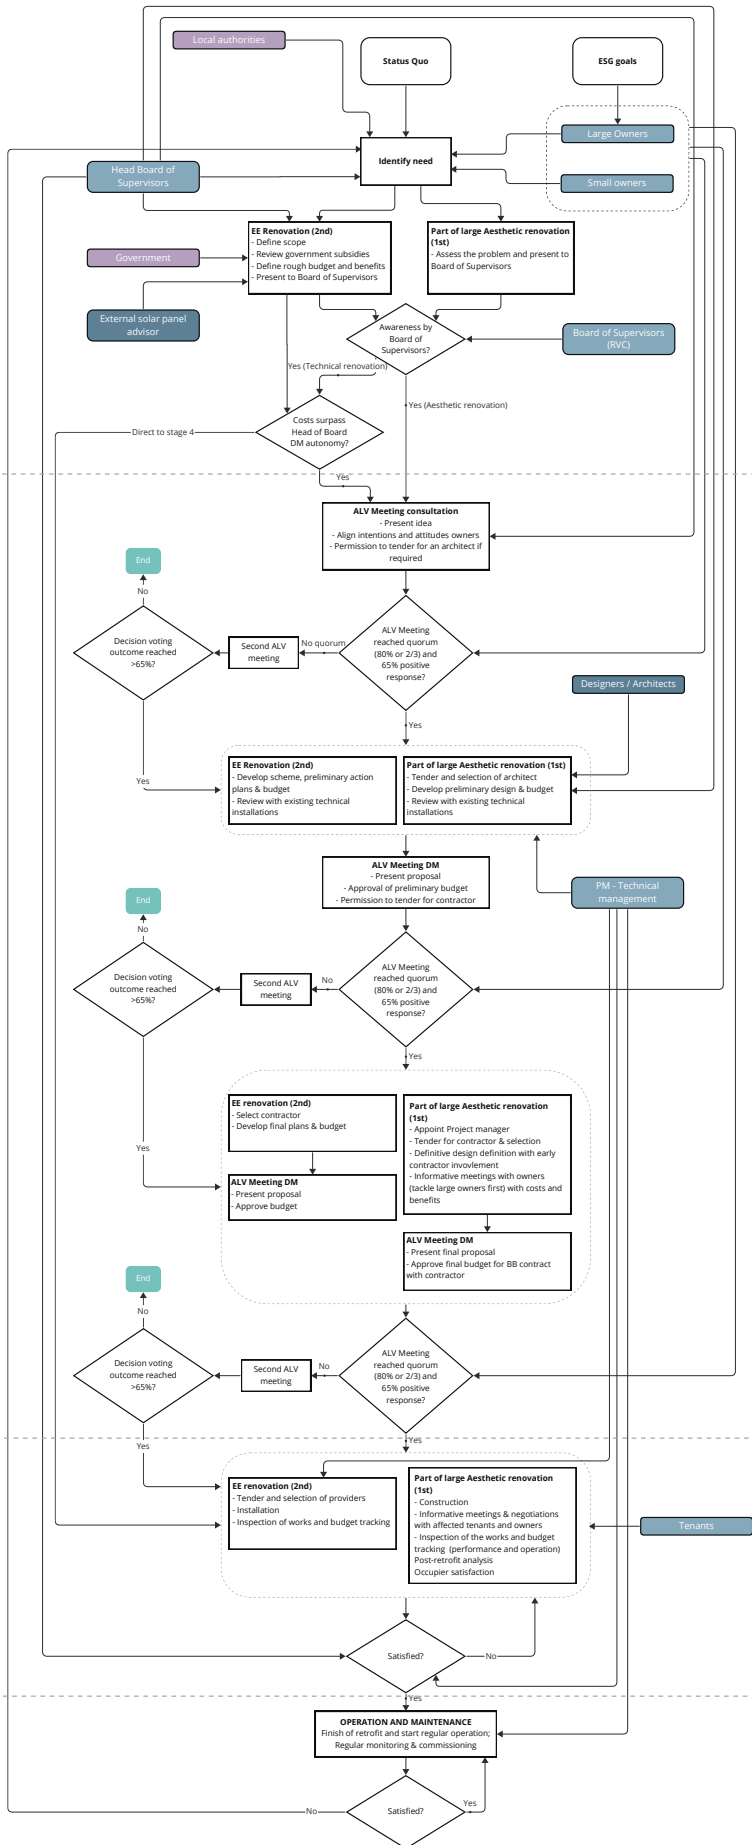 Local authorities
Status Quo
ESG goals
Large Owners
Identify need
Head Board of
Supervisors
Small owners
EE Renovation (2nd)
- Define scope
- Review government subsidies
- Define rough budget and benefits
- Present to Board of Supervisors
Part of large Aesthetic renovation
(1st)
- Assess the problem and present to
Board of Supervisors
Government
External solar panel
advisor
Awareness by
Board of
Supervisors?
Board of Supervisors
(RVC)
Yes (Technical renovation)
Yes (Aesthetic renovation)
Costs surpass
Head of Board
DM autonomy?
Direct to stage 4
Yes
ALV Meeting consultation
- Present idea
- Align intentions and attitudes owners
- Permission to tender for an architect if
required
End
No
Decision voting
outcome reached
>65%?
Second ALV
meeting
No quorum
ALV Meeting
reached quorum
(80% or 2/3) and
65% positive
response?
Designers / Architects
Yes
Yes
EE Renovation (2nd)
- Develop scheme, preliminary action
plans & budget
- Review with existing technical
installations
Part of large Aesthetic renovation (1st)
- Tender and selection of architect
- Develop preliminary design & budget
- Review with existing technical
installations
ALV Meeting DM
- Present proposal
- Approval of preliminary budget
- Permission to tender for contractor
PM - Technical
management
End
No
Decision voting
outcome reached
>65%?
Second ALV
meeting
No
ALV Meeting
reached quorum
(80% or 2/3) and
65% positive
response?
Yes
Yes
EE renovation (2nd)
- Select contractor
- Develop final plans & budget
Part of large Aesthetic renovation
(1st)
- Appoint Project manager
- Tender for contractor & selection
- Definitive design definition with early
contractor invovlement
- Informative meetings with owners
(tackle large owners first) with costs and
benefits
ALV Meeting DM
- Present proposal
- Approve budget
ALV Meeting DM
- Present final proposal
- Approve final budget for BB contract
with contractor
End
No
Decision voting
outcome reached
>65%?
Second ALV
meeting
No
ALV Meeting
reached quorum
(80% or 2/3) and
65% positive
response?
Yes
Yes
EE renovation (2nd)
- Tender and selection of providers
- Installation
- Inspection of works and budget tracking
Part of large Aesthetic renovation
(1st)
- Construction
- Informative meetings & negotiations
with affected tenants and owners
- Inspection of the works and budget
tracking (performance and operation)
Post-retrofit analysis
Occupier satisfaction
Tenants
Satisfied?
No
Yes
OPERATION AND MAINTENANCE
Finish of retrofit and start regular operation;
Regular monitoring & commissioning
Satisfied?
Yes
No